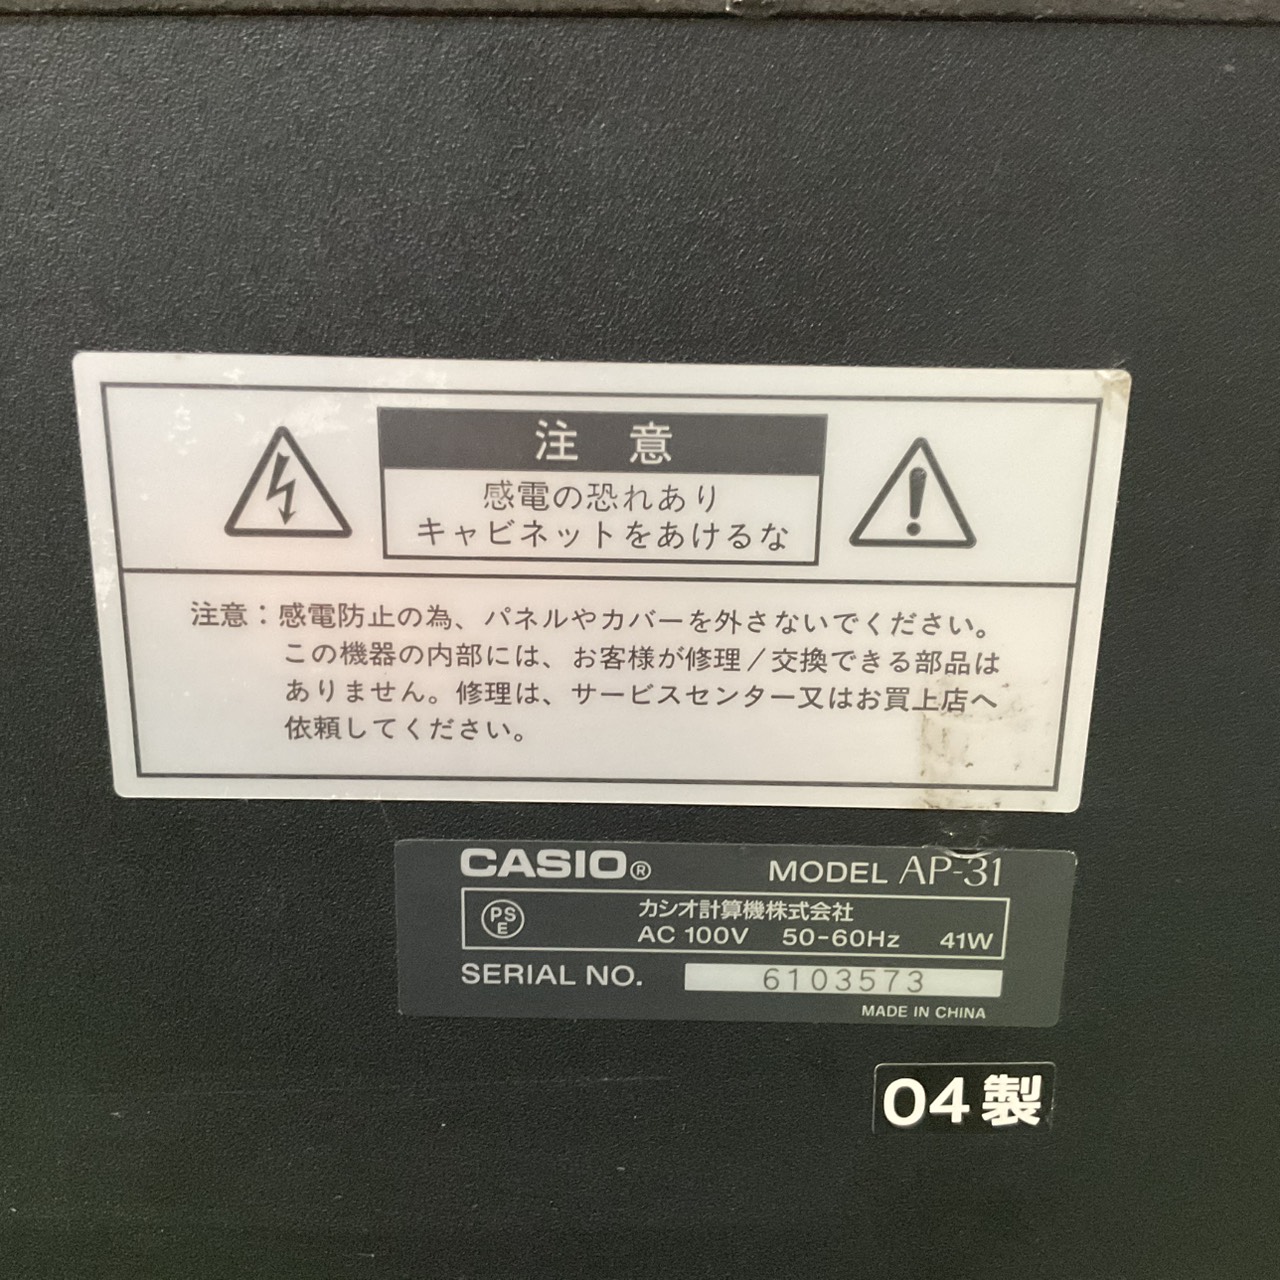 注 意
感電の恐れあり
キャビネットをあけるな
注意：感電防止の為、パネルやカバーを外さないでください。
この機器の内部には、お客様が修理／交換できる部品は
ありません。修理は、サービスセンター又はお買上店へ
依頼してください。
CASIO® MODEL AP-31
PS
E
カシオ計算機株式会社
AC 100V 50-60Hz 41W
SERIAL NO. 6103573
MADE IN CHINA
04製